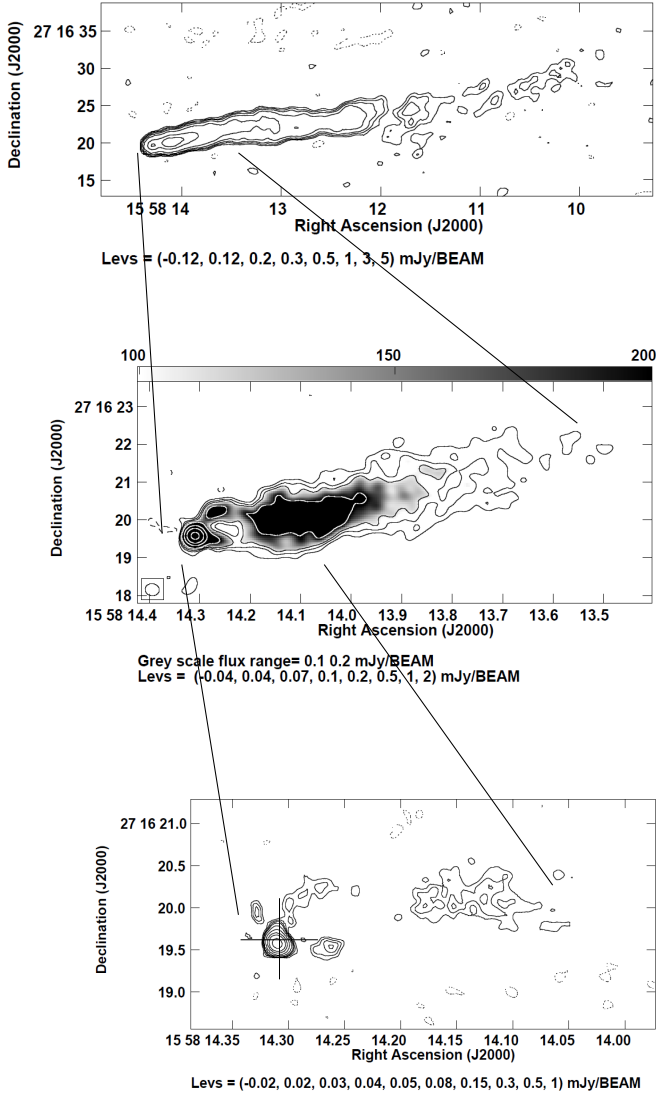 27 16 35
30
25
20
15
Declination (J2000)
15 58 14 13 12 11 10
Right Ascension (J2000)
Levs = (-0.12, 0.12, 0.2, 0.3, 0.5, 1, 3, 5) mJy/BEAM
100 150 200
27 16 23
22
21
20
19
18
Declination (J2000)
15 58 14.4 14.3 14.2 14.1 14.0 13.9 13.8 13.7 13.6 13.5
Right Ascension (J2000)
Grey scale flux range= 0.1 0.2 mJy/BEAM
Levs = (-0.04, 0.04, 0.07, 0.1, 0.2, 0.5, 1, 2) mJy/BEAM
27 16 21.0
20.5
20.0
19.5
19.0
Declination (J2000)
15 58 14.35 14.30 14.25 14.20 14.15 14.10 14.05 14.00
Right Ascension (J2000)
Levs = (-0.02, 0.02, 0.03, 0.04, 0.05, 0.08, 0.15, 0.3, 0.5, 1) mJy/BEAM